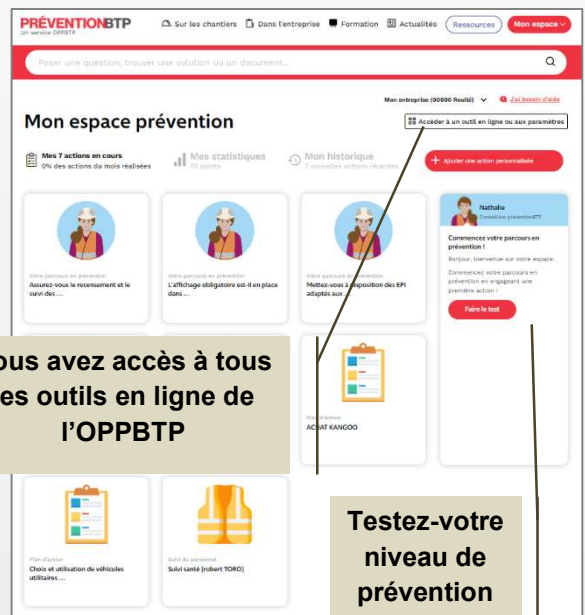 PRÉVENTIONBTP
Un service OPPBTP
Sur les chantiers
Dans l'entreprise
Formation
Actualités
Ressources
Mon espace
Poser une question, trouver une solution ou un document...
Mon entreprise (00000 Rouillé)
J'ai besoin d'aide
Mon espace prévention
Accéder à un outil en ligne ou aux paramètres
Mes 7 actions en cours
0% des actions du mois réalisées
Mes statistiques
10 points
Mon historique
7 nouvelles actions récentes
+ Ajouter une action personnalisée
Votre parcours en prévention
Assurez-vous le recensement et le
suivi des ...
Votre parcours en prévention
L'affichage obligatoire est-il en place
dans ...
Votre parcours en prévention
Mettez-vous à disposition des EPI
adaptés aux ...
Nathalie
Conseillère préventionBTP
Commencez votre parcours en
prévention !
Bonjour, bienvenue sur votre espace.
Commencez votre parcours en
prévention en engageant une
première action !
Faire le test
ous avez accès à tous
es outils en ligne de
l'OPPBTP
Plan d'action
ACHAT KANGOO
Plan d'action
Choix et utilisation de véhicules
utilitaires ...
Suivi du personnel
Suivi santé (robert TORO)
Testez-votre
niveau de
prévention